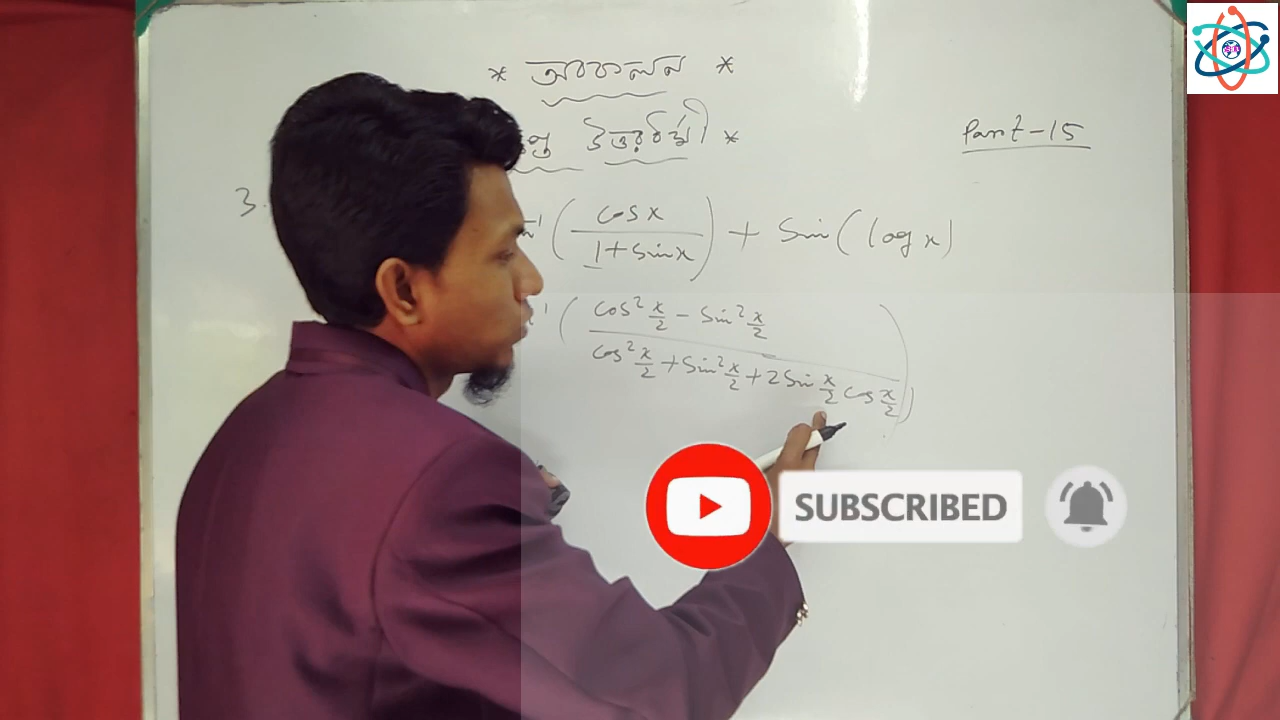 * অবকলন *
উত্তরধর্মী *
Part-15
3.
( cos x / 1 + sin x ) + Sin ( log x )
( cos² x/2 - sin² x/2 / cos² x/2 + sin² x/2 + 2 sin x/2 cos x/2 )
SUBSCRIBED